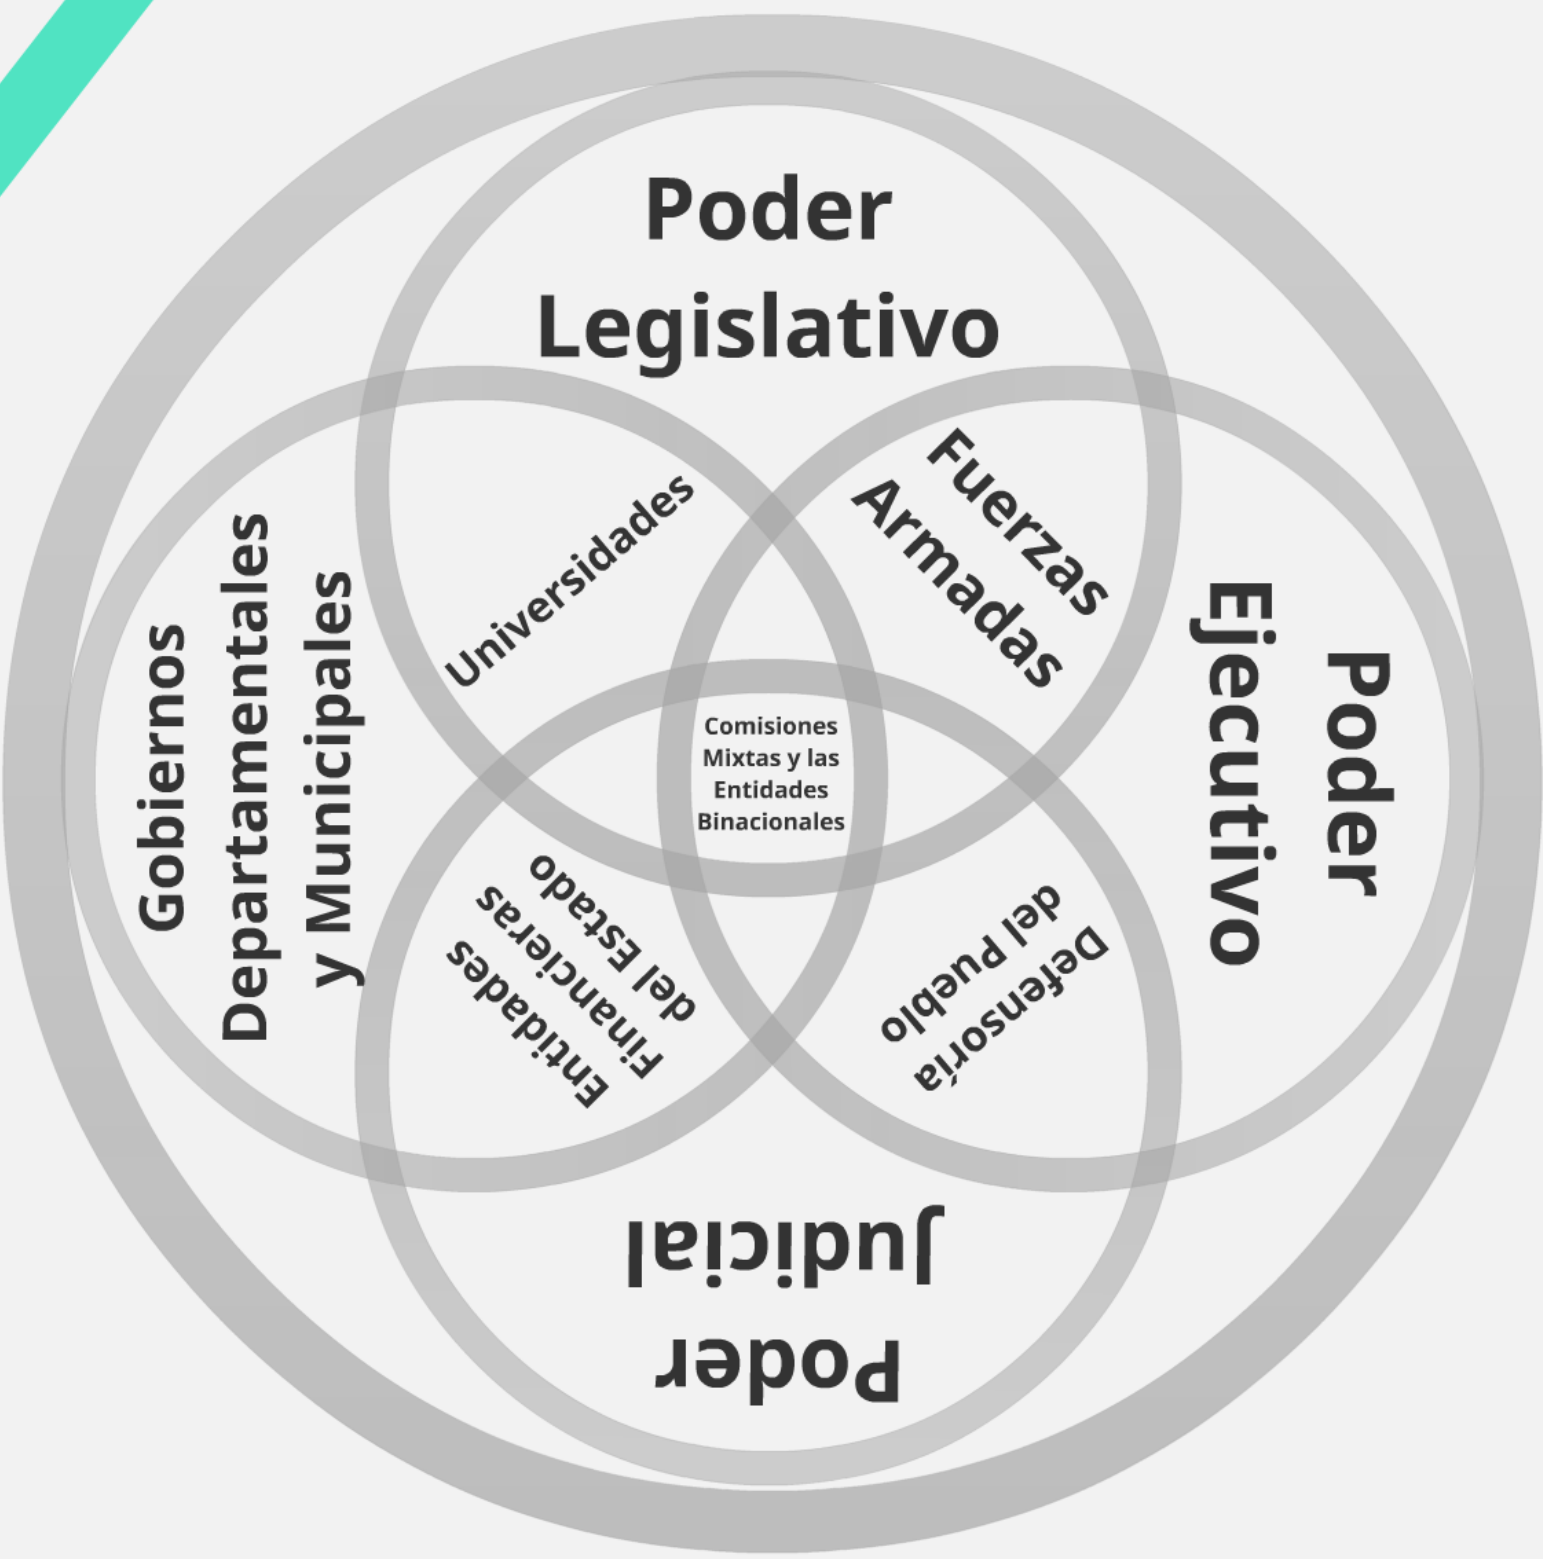 Poder
Legislativo
Universidades
Fuerzas
Armadas
Gobiernos
Departamentales
y Municipales
Comisiones
Mixtas y las
Entidades
Binacionales
Poder
Ejecutivo
Entidades
Financieras
del Estado
Defensoría
del Pueblo
Poder
Judicial